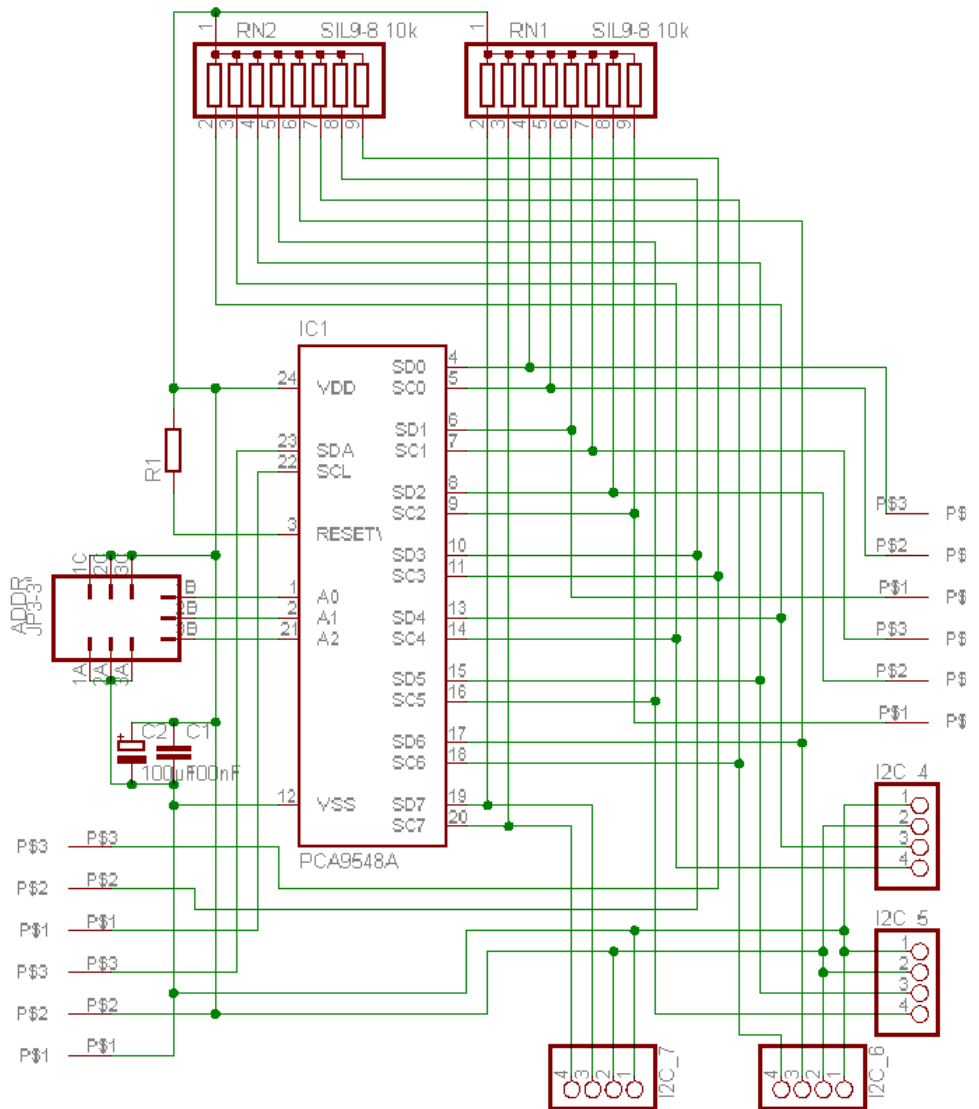 1 RN2 SIL9-8 10k
1 RN1 SIL9-8 10k
2 3 4 5 6 7 8 9
2 3 4 5 6 7 8 9
IC1
24 VDD
23 SDA
22 SCL
3 RESET\
1 A0
2 A1
21 A2
12 VSS
SD0 4
SC0 5
SD1 6
SC1 7
SD2 8
SC2 9
SD3 10
SC3 11
SD4 13
SC4 14
SD5 15
SC5 16
SD6 17
SC6 18
SD7 19
SC7 20
PCA9548A
R1
ADDR
1C 2C 3C
1B
2B
3B
1A 2A 3A
C2 C1
100uF
P$3 P$3
P$2 P$2
P$1 P$1
P$3 P$3
P$2 P$2
P$1 P$1
P$3 P$
P$2 P$
P$1 P$
P$3 P$
P$2 P$
P$1 P$
I2C_4
1
2
3
4
I2C_5
1
2
3
4
4 3 2 1 I2C_7
4 3 2 1 I2C_6